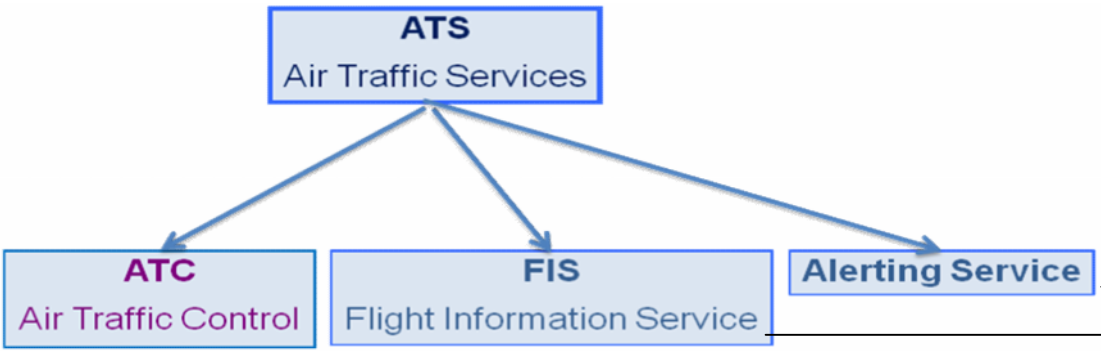 ATS
Air Traffic Services
ATC
Air Traffic Control
FIS
Flight Information Service
Alerting Service